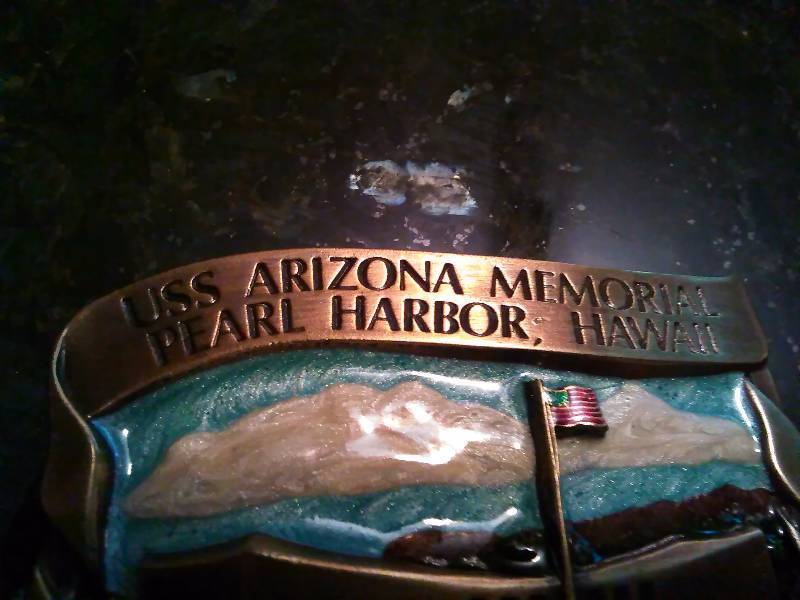 USS ARIZONA MEMORIAL
PEARL HARBOR, HAWAII